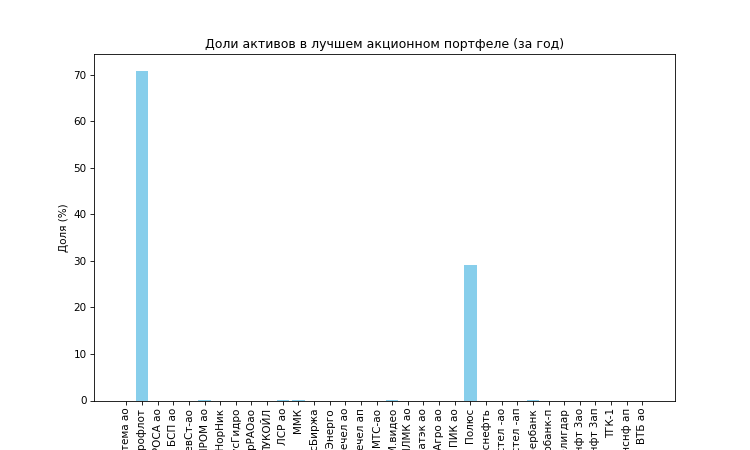 Доли активов в лучшем акционном портфеле (за год)
Доля (%)
70
60
50
40
30
20
10
0
тема ао
рофлот
РОСА ао
БСП ао
евСт-ао
ПРОМ ао
НорНик
сГидро
рРАОао
ЛУКОЙЛ
ЛСР ао
ММК
сБиржа
Энерго
ечел ао
ечел ап
МТС-ао
М.видео
ЛМК ао
атэк ао
Агро ао
ПИК ао
Полюс
снефть
стел -ао
стел -ап
ербанк
рбанк-п
лигдар
нфт 3ао
нфт 3ап
ТГК-1
нснф ап
ВТБ ао